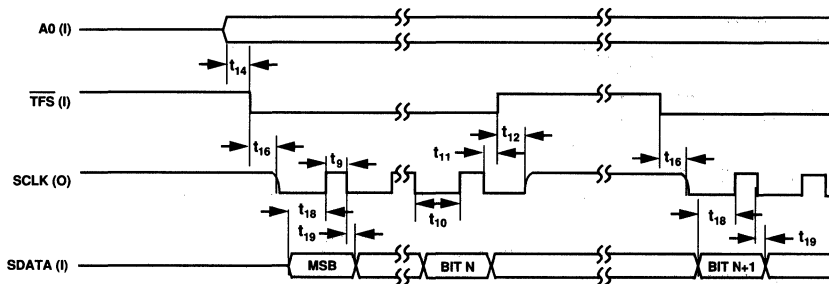 A0 (I)
t14
TFS (I)
t16
t9
t11
t12
t16
SCLK (O)
t18
t10
t18
t19
t19
SDATA (I)
MSB
BIT N
BIT N+1